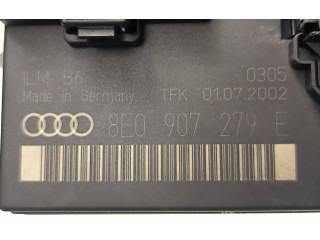 ILM B6 0305
Made in Germany TFK 01.07.2002
8E0 907 279 E